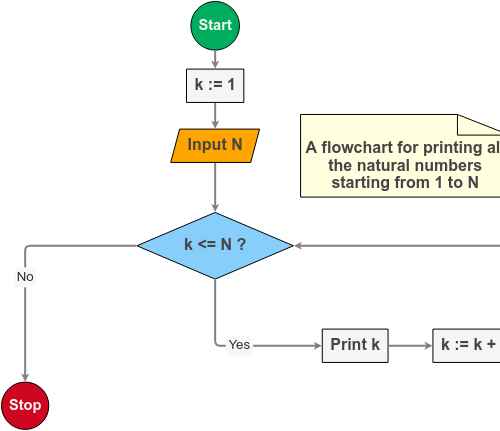 Start
k := 1
Input N
A flowchart for printing al
the natural numbers
starting from 1 to N
k <= N ?
No
Yes
Print k
k := k +
Stop